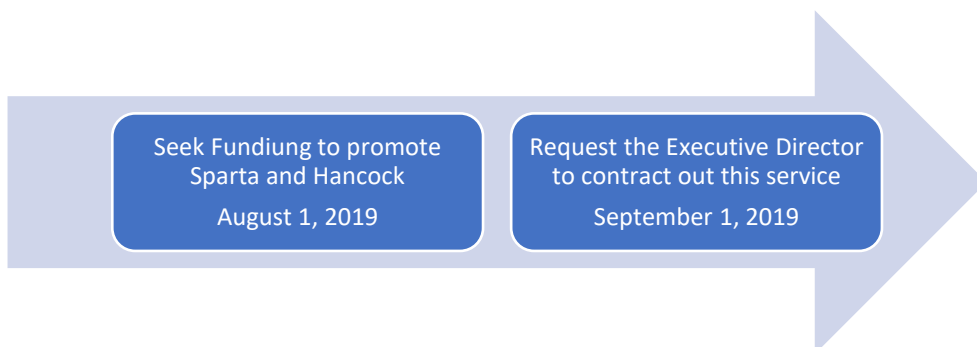 Seek Fundiung to promote
Sparta and Hancock
August 1, 2019
Request the Executive Director
to contract out this service
September 1, 2019